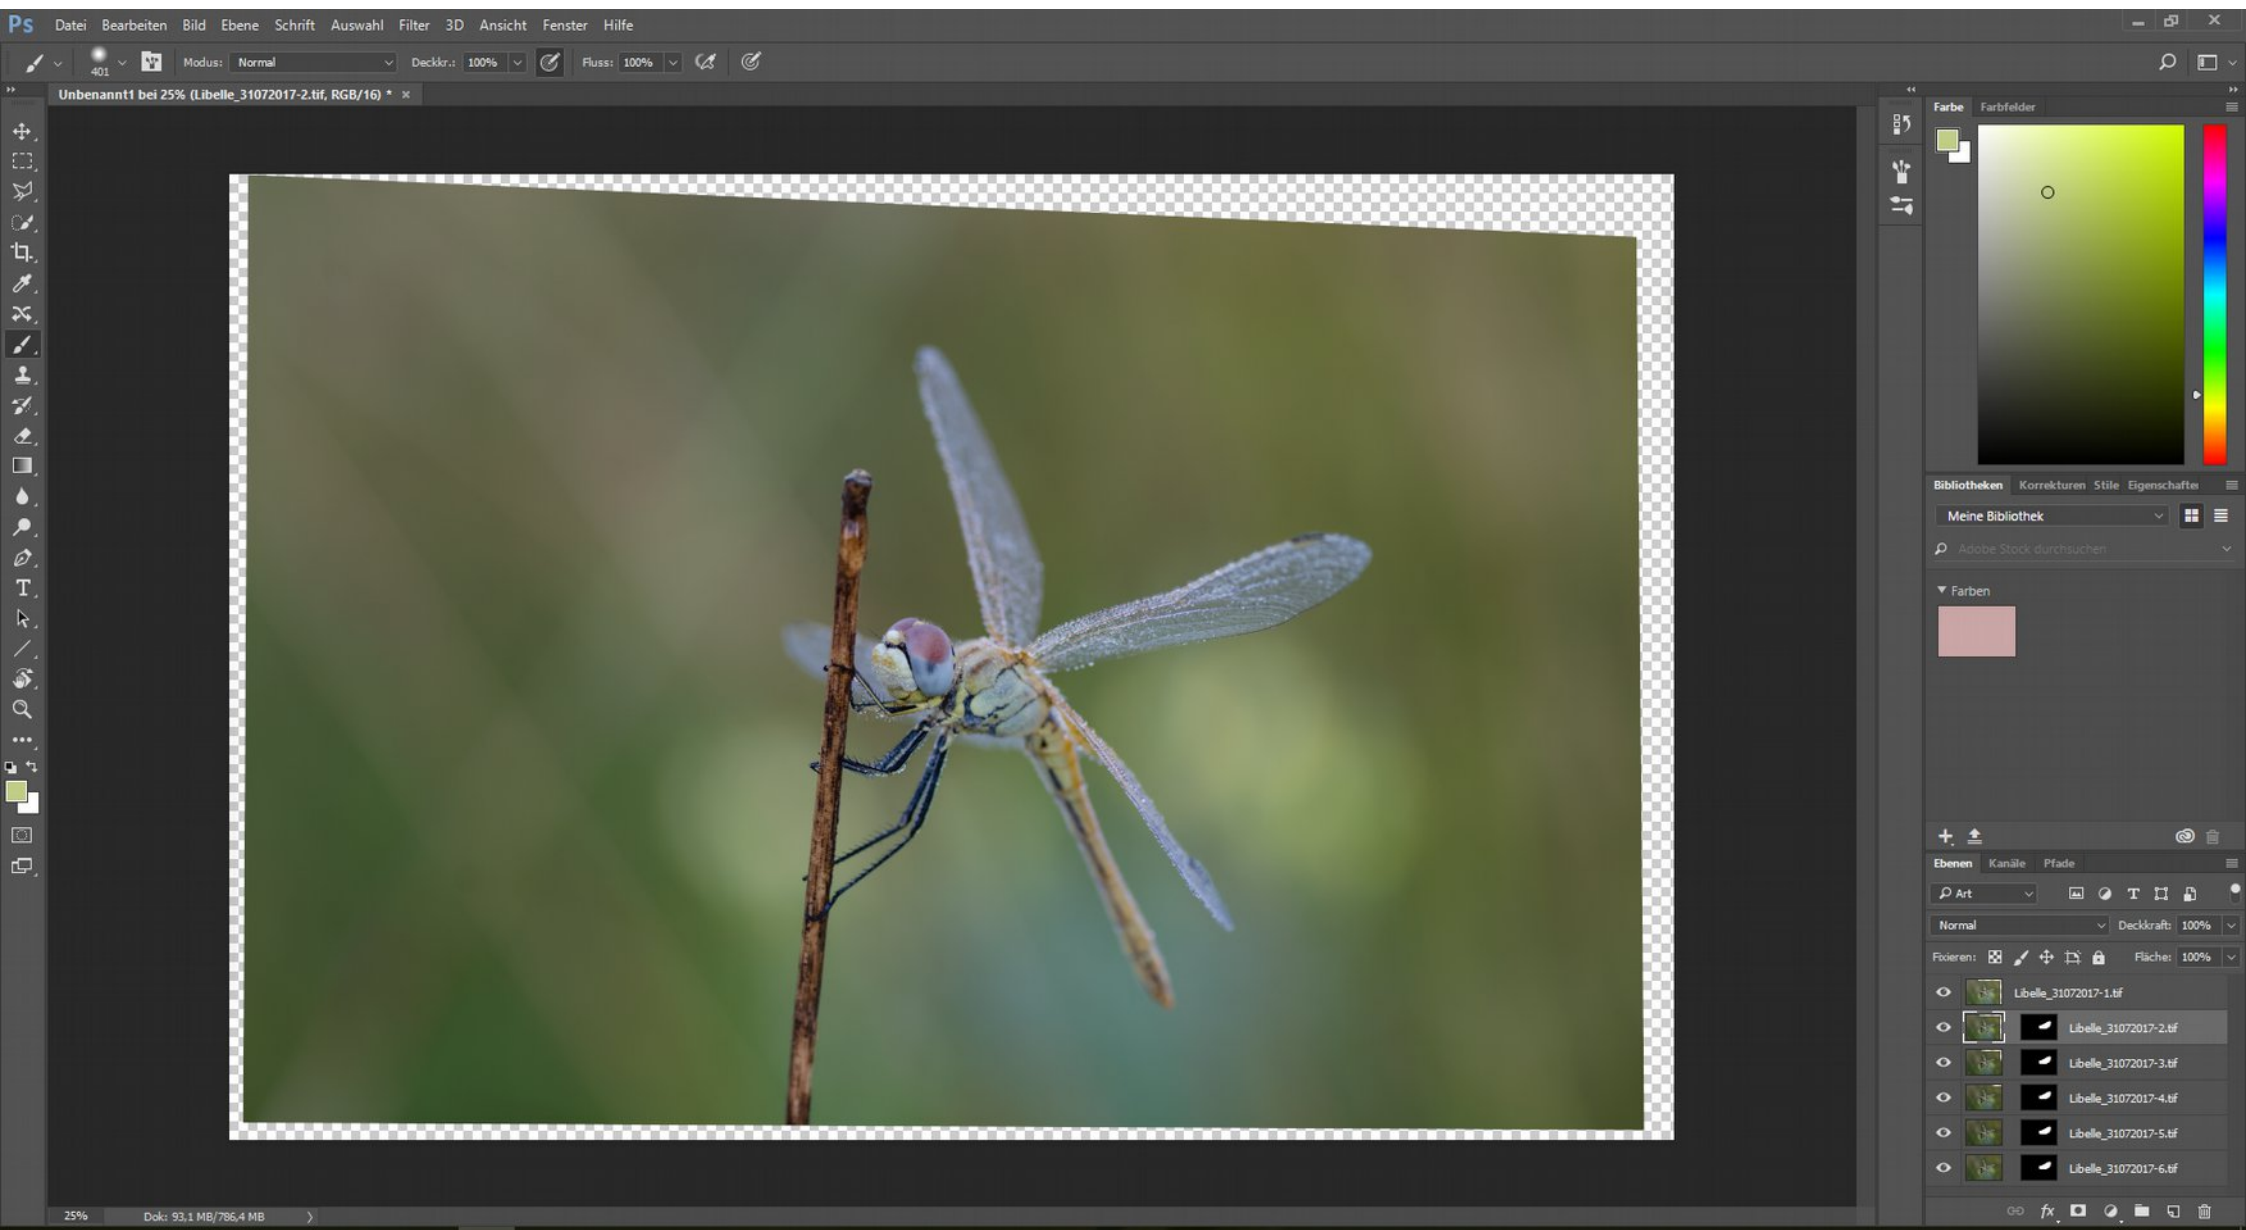 Ps Datei Bearbeiten Bild Ebene Schrift Auswahl Filter 3D Ansicht Fenster Hilfe
401 Modus: Normal Deckkr.: 100% Fluss: 100%
Unbenannt1 bei 25% (Libelle_31072017-2.tif, RGB/16) * ×
Farbe Farbfelder
Bibliotheken Korrekturen Stile Eigenschafte
Meine Bibliothek
Adobe Stock durchsuchen
Farben
Ebenen Kanäle Pfade
Art
Normal Deckkraft: 100%
Fixieren: Fläche: 100%
Libelle_31072017-1.tif
Libelle_31072017-2.tif
Libelle_31072017-3.tif
Libelle_31072017-4.tif
Libelle_31072017-5.tif
Libelle_31072017-6.tif
25% Dok: 93,1 MB/786,4 MB